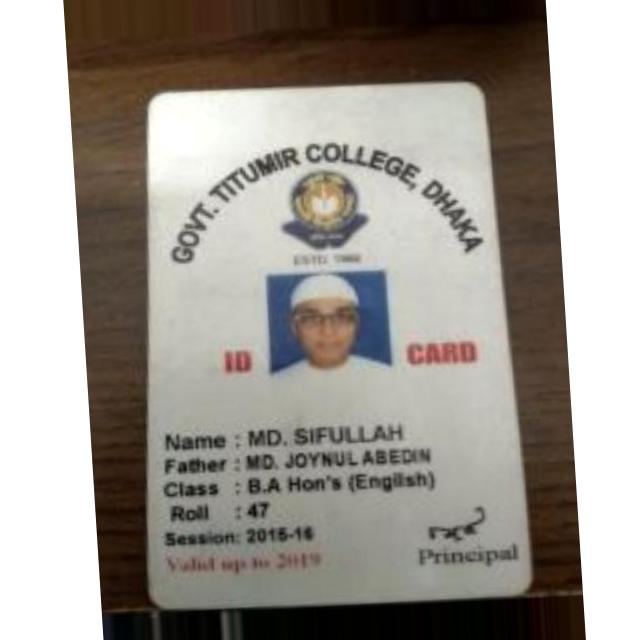 GOVT. TITUMIR COLLEGE, DHAKA
ESTD. 1968
ID CARD
Name : MD. SIFULLAH
Father : MD. JOYNUL ABEDIN
Class : B.A Hon's (English)
Roll : 47
Session: 2015-16
Valid up to 2019
Principal